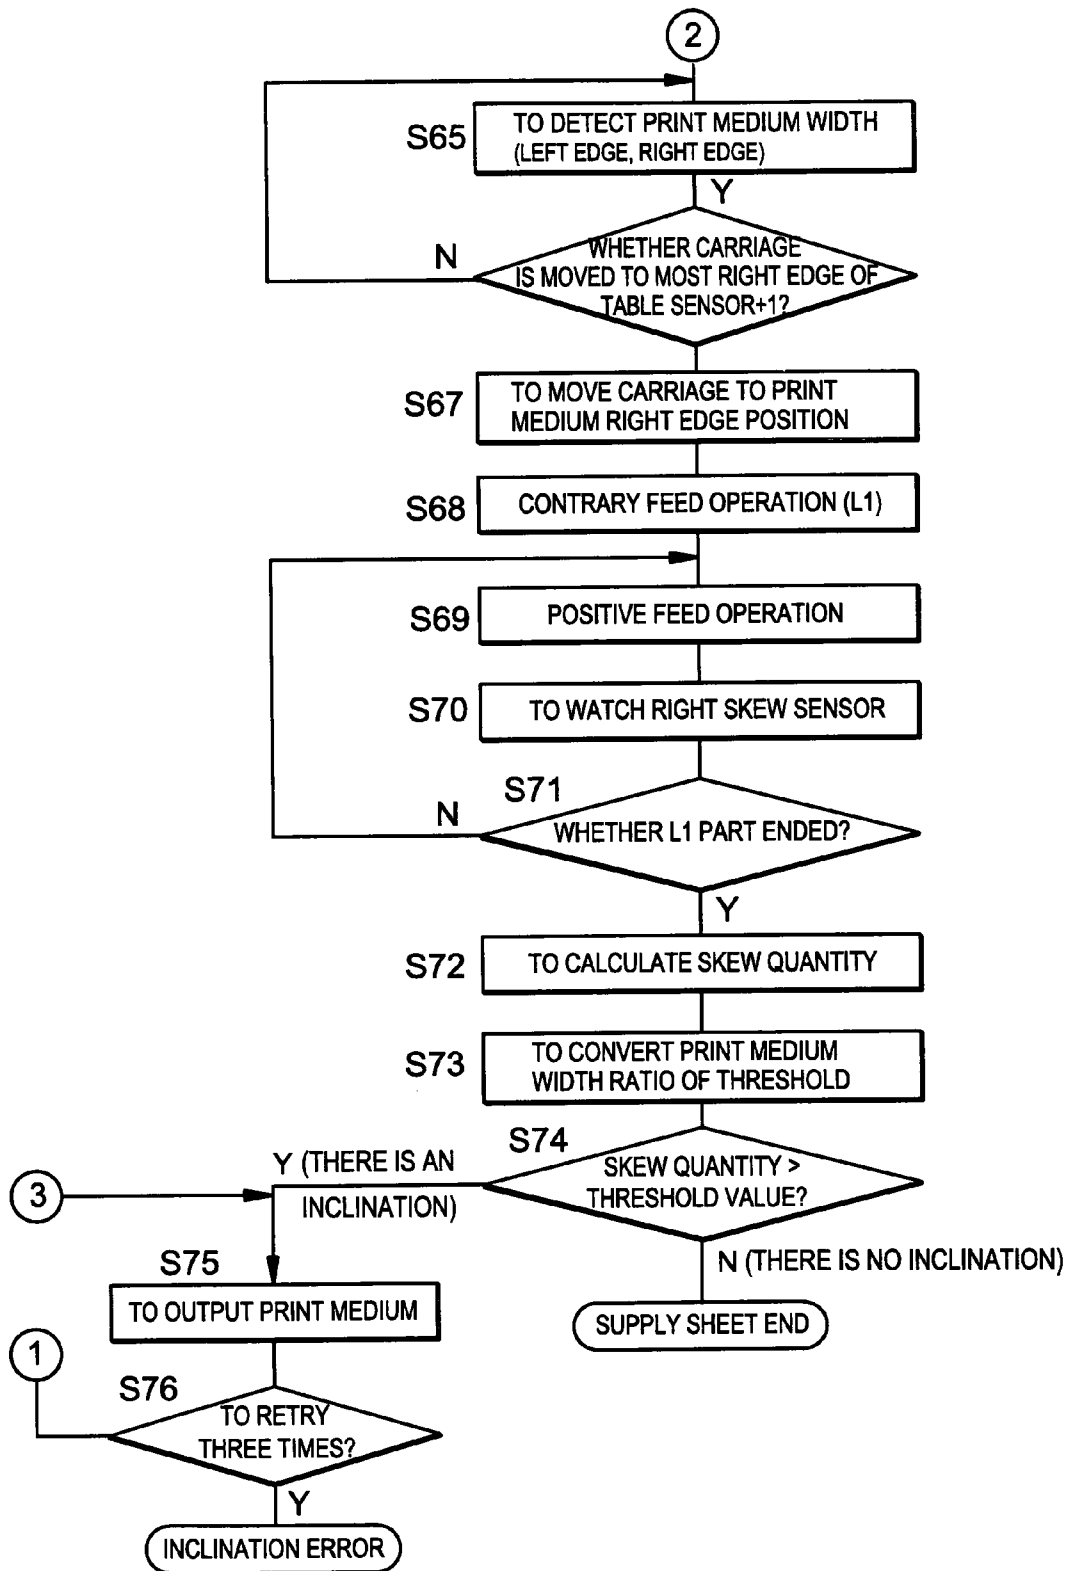 2
S65
TO DETECT PRINT MEDIUM WIDTH
(LEFT EDGE, RIGHT EDGE)
Y
WHETHER CARRIAGE
IS MOVED TO MOST RIGHT EDGE OF
TABLE SENSOR+1?
N
S67
TO MOVE CARRIAGE TO PRINT
MEDIUM RIGHT EDGE POSITION
S68
CONTRARY FEED OPERATION (L1)
S69
POSITIVE FEED OPERATION
S70
TO WATCH RIGHT SKEW SENSOR
S71
N
WHETHER L1 PART ENDED?
Y
S72
TO CALCULATE SKEW QUANTITY
S73
TO CONVERT PRINT MEDIUM
WIDTH RATIO OF THRESHOLD
S74
SKEW QUANTITY >
THRESHOLD VALUE?
Y (THERE IS AN
INCLINATION)
3
N (THERE IS NO INCLINATION)
SUPPLY SHEET END
S75
TO OUTPUT PRINT MEDIUM
1
S76
TO RETRY
THREE TIMES?
Y
INCLINATION ERROR